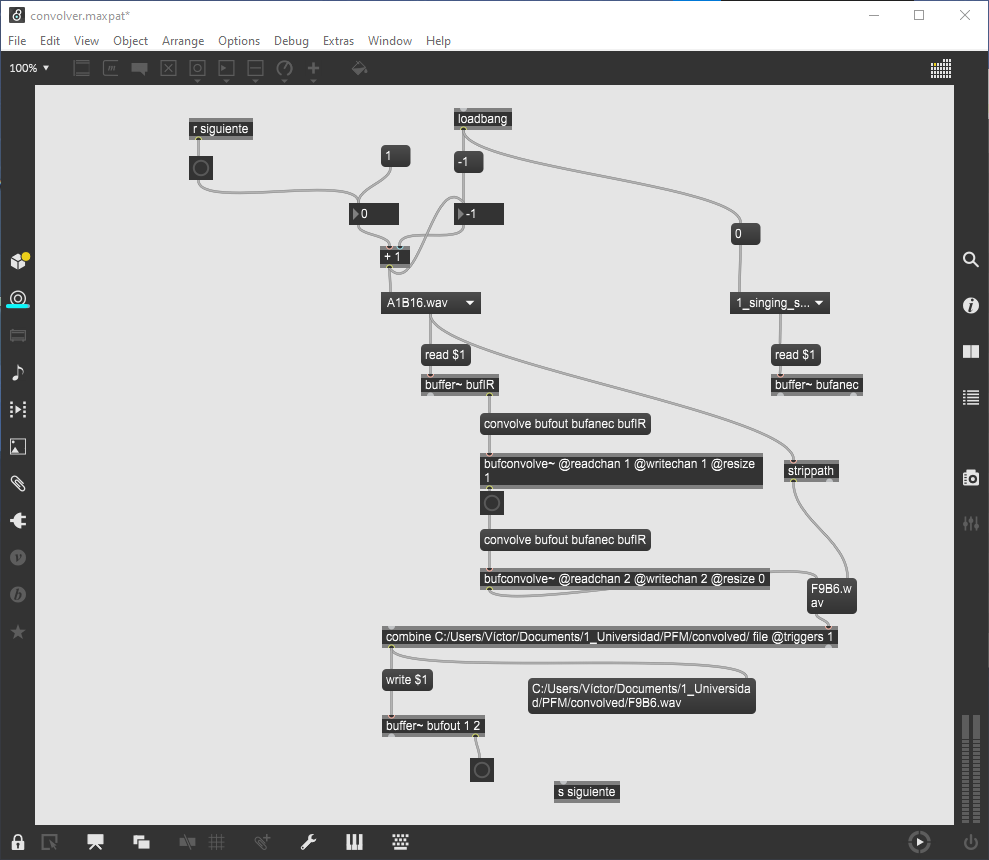 convolver.maxpat*
File Edit View Object Arrange Options Debug Extras Window Help
100%
loadbang
r siguiente
1
-1
0
-1
0
+ 1
A1B16.wav
1_singing_s...
read $1
read $1
buffer~ bufIR
buffer~ bufanec
convolve bufout bufanec bufIR
bufconvolve~ @readchan 1 @writechan 1 @resize
1
strippath
convolve bufout bufanec bufIR
bufconvolve~ @readchan 2 @writechan 2 @resize 0
F9B6.w
av
combine C:/Users/Víctor/Documents/1_Universidad/PFM/convolved/ file @triggers 1
write $1
C:/Users/Víctor/Documents/1_Universida
d/PFM/convolved/F9B6.wav
buffer~ bufout 1 2
s siguiente